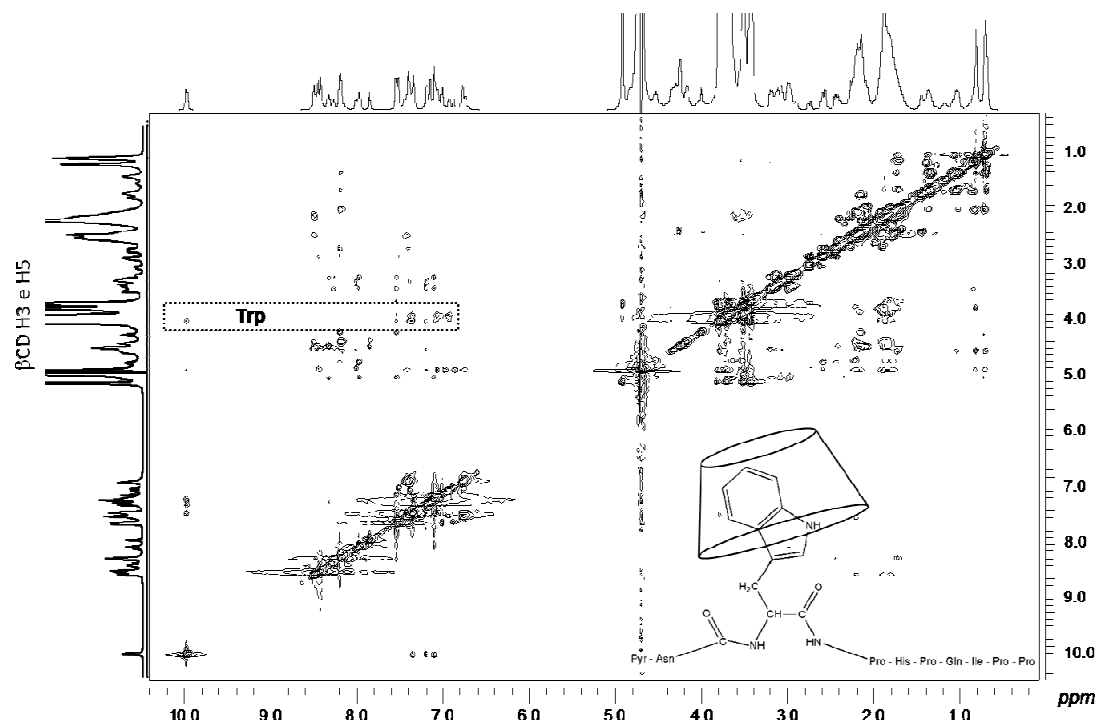 1.0
2.0
3.0
βCD H3 e H5
Trp
4.0
5.0
6.0
7.0
NH
8.0
H₂C
O
9.0
O
CH
C
C
NH
HN
10.0
Pyr - Asn
Pro - His - Pro - Gln - Ile - Pro - Pro
ppm
10.0 9.0 8.0 7.0 6.0 5.0 4.0 3.0 2.0 1.0